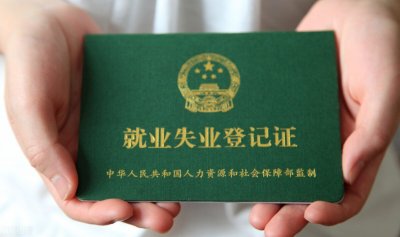 就业失业登记证
中华人民共和国人力资源和社会保障部监制